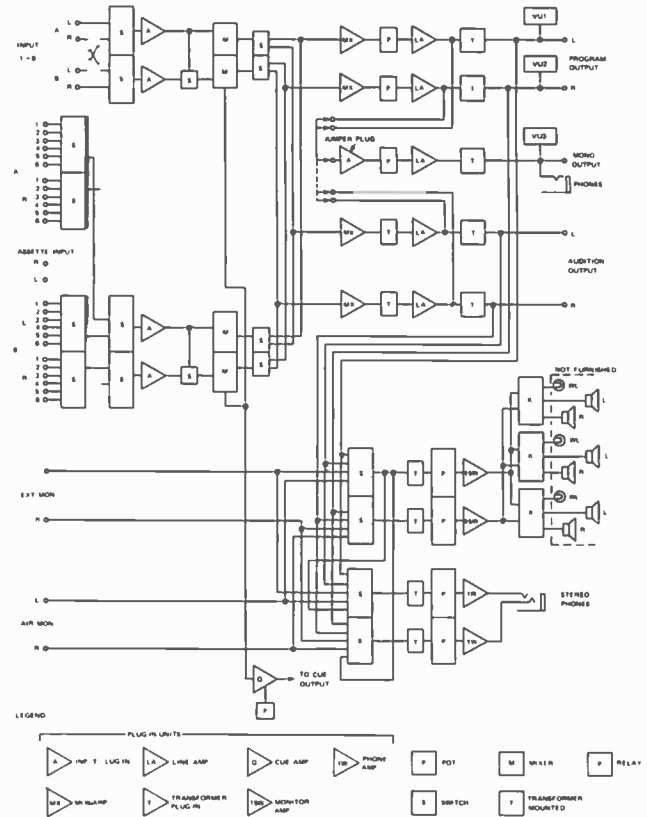 VU1
A L
S A M S MX P LA T L
INPUT
1 - 8
R
PROGRAM
OUTPUT
VU2
B L
R
S A S M S MX P LA T R
VU3
JUMPER PLUG
A P LA T MONO
OUTPUT
PHONES
1
2
3
4
5
6
S
A
R
1
2
3
4
5
6
S
MX T LA T L
R
L
AUDITION
OUTPUT
MX T LA T R
L
1
2
3
4
5
6
S S A M S
B
R
1
2
3
4
5
6
S S A S M S
NOT FURNISHED
K WL L
R
K WL L
R
K WL L
R
EXT MON
R
S T P
S T P
AIR MON
L
R
S T P
S T P
STEREO
PHONES
Q TO CUE
OUTPUT
P
LEGEND
PLUG IN UNITS
A LA LINE AMP Q CUE AMP PHONE
AMP P POT M MIXER RELAY
MX T TRANSFORMER
PLUG IN MONITOR
AMP S SWITCH T TRANSFORMER
MOUNTED